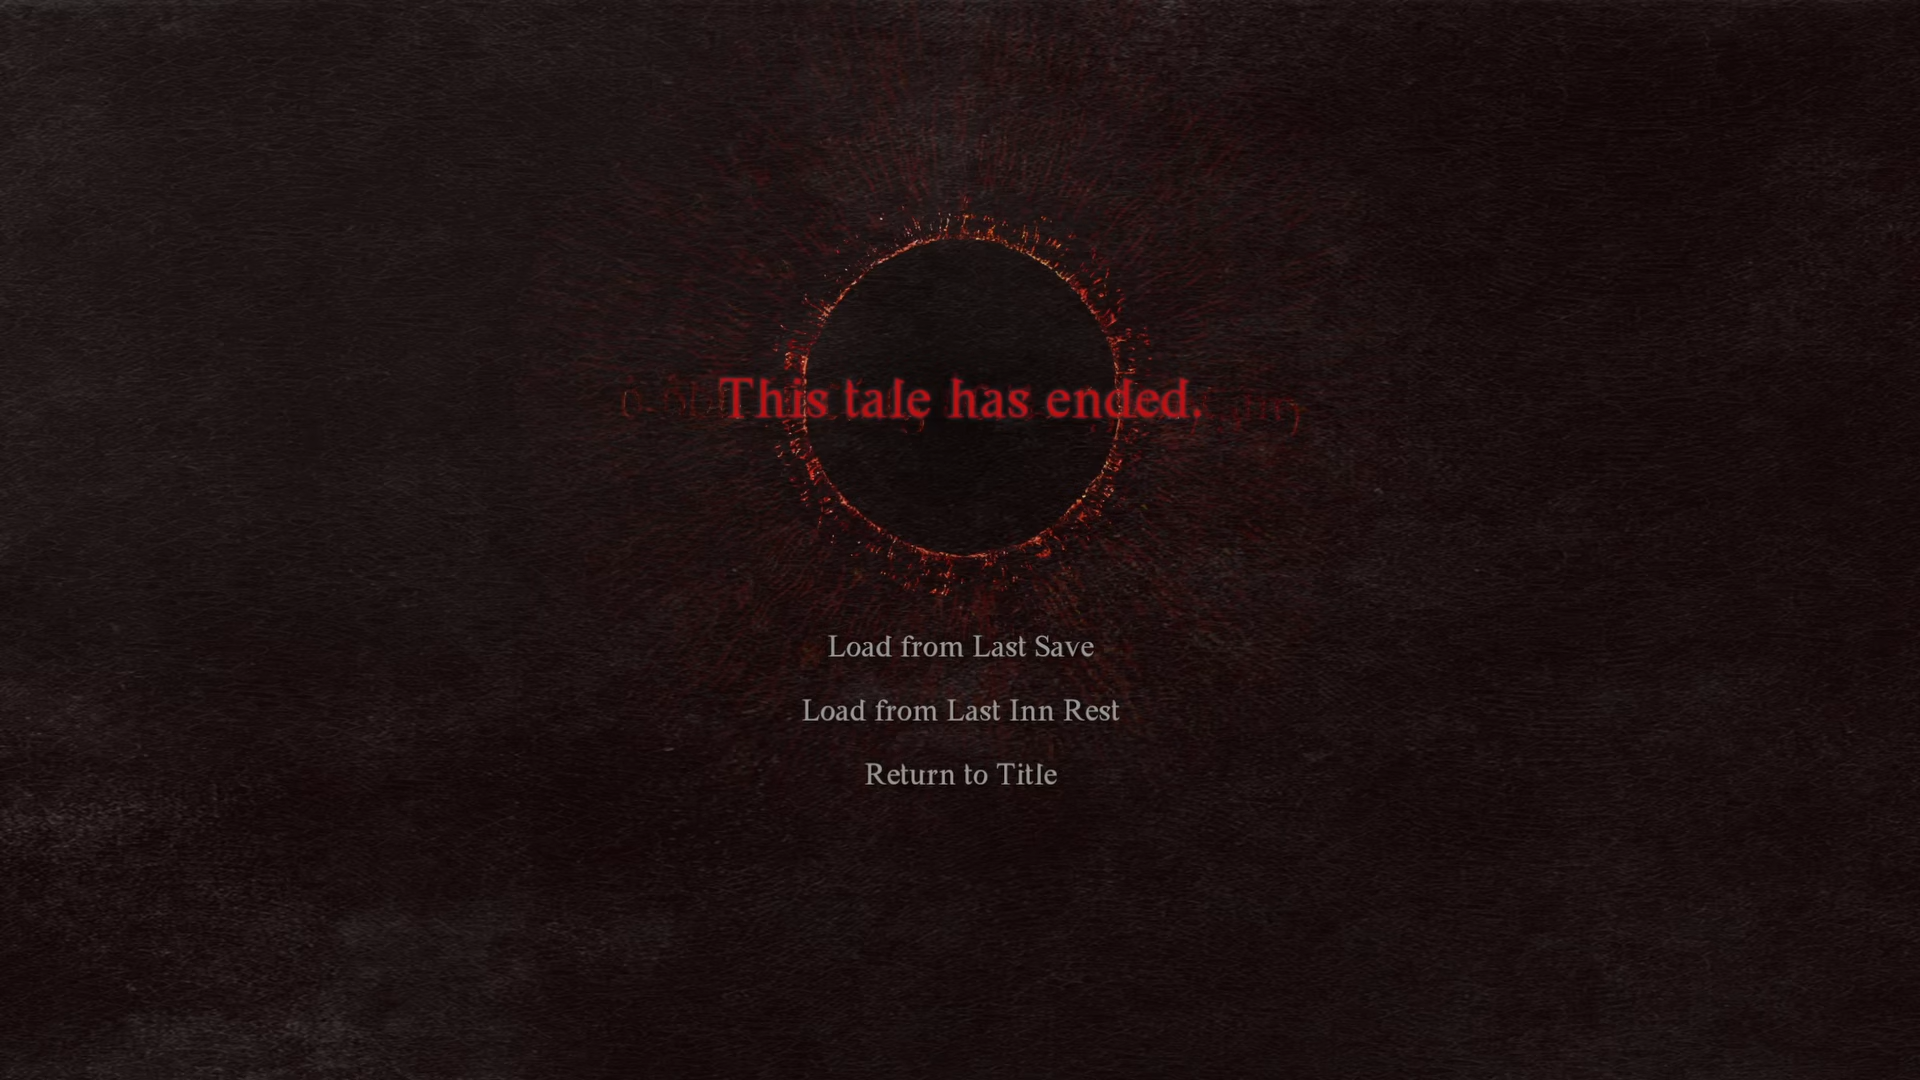 This tale has ended.
Load from Last Save
Load from Last Inn Rest
Return to Title